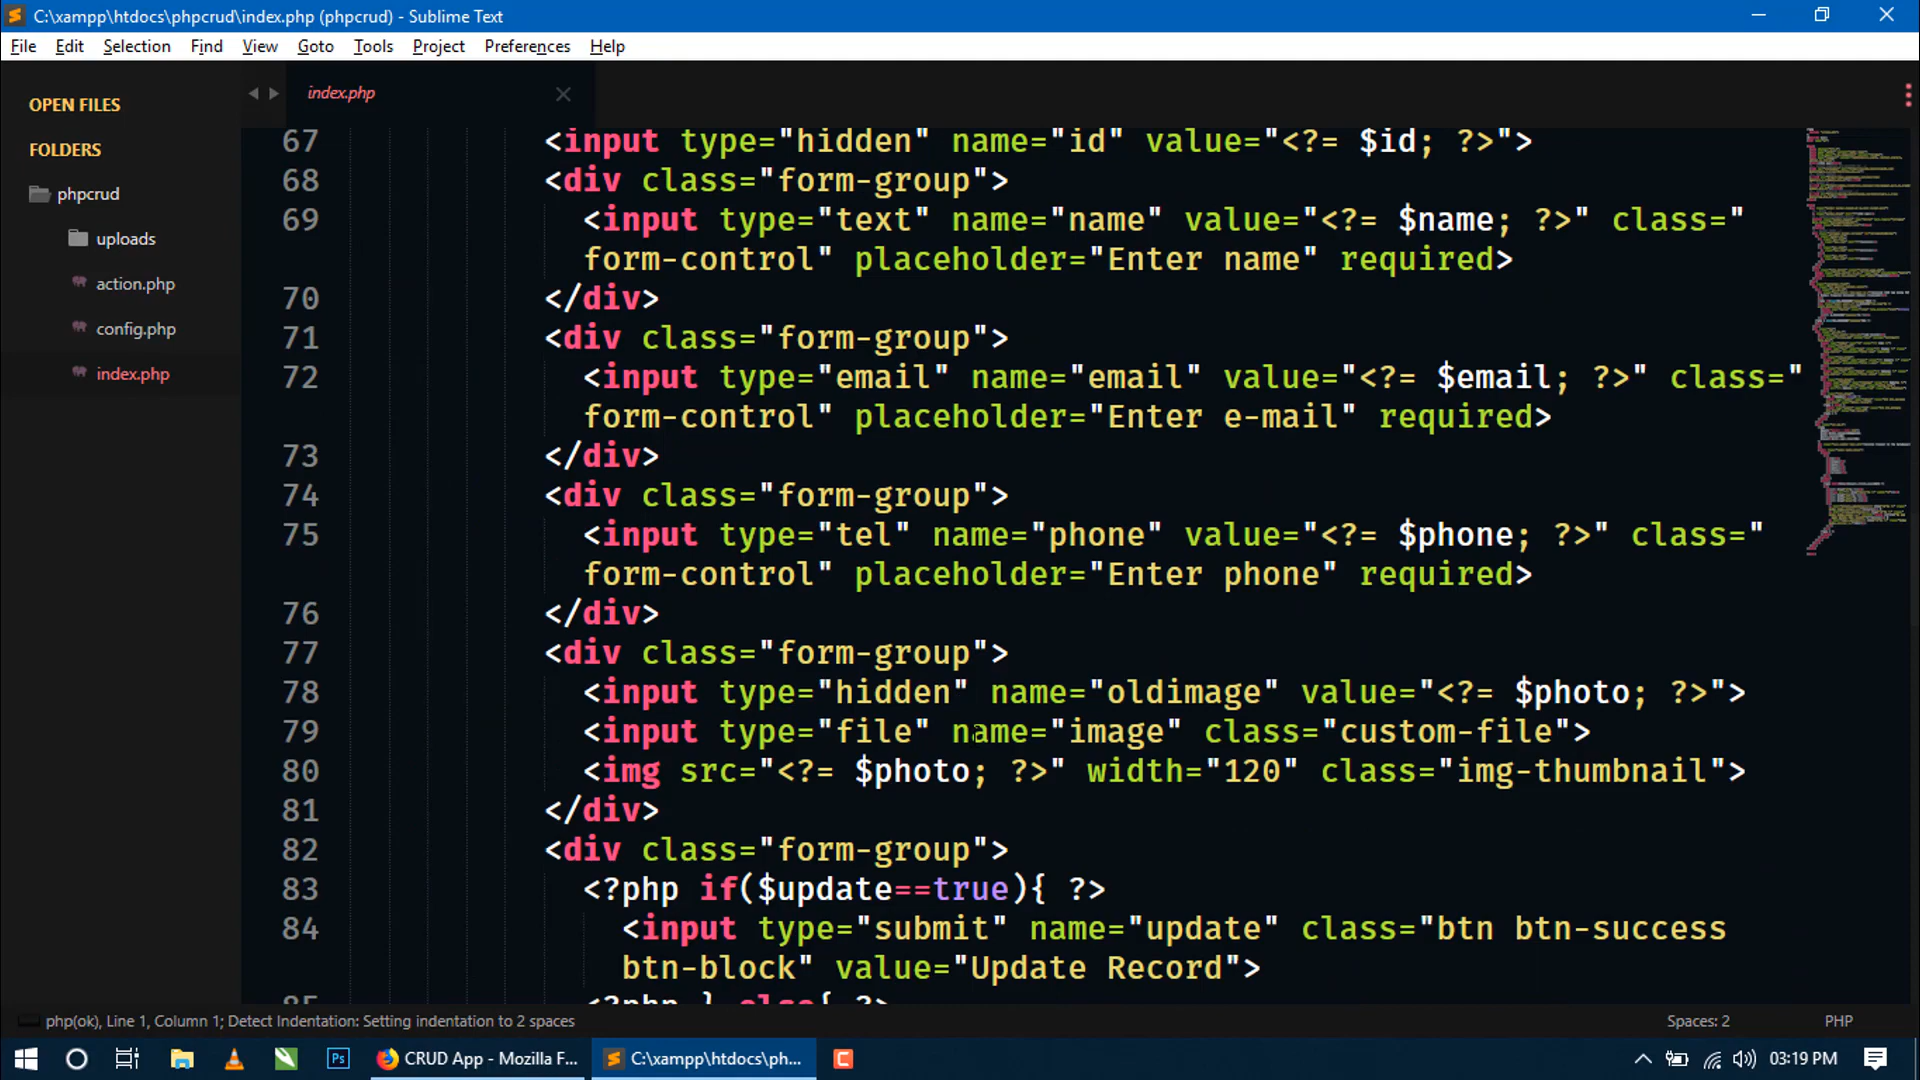 C:\xampp\htdocs\phpcrud\index.php (phpcrud) - Sublime Text
File Edit Selection Find View Goto Tools Project Preferences Help
OPEN FILES
FOLDERS
phpcrud
uploads
action.php
config.php
index.php
index.php
67 <input type="hidden" name="id" value="<?= $id; ?>">
68 <div class="form-group">
69 <input type="text" name="name" value="<?= $name; ?>" class="
form-control" placeholder="Enter name" required>
70 </div>
71 <div class="form-group">
72 <input type="email" name="email" value="<?= $email; ?>" class="
form-control" placeholder="Enter e-mail" required>
73 </div>
74 <div class="form-group">
75 <input type="tel" name="phone" value="<?= $phone; ?>" class="
form-control" placeholder="Enter phone" required>
76 </div>
77 <div class="form-group">
78 <input type="hidden" name="oldimage" value="<?= $photo; ?>">
79 <input type="file" name="image" class="custom-file">
80 <img src="<?= $photo; ?>" width="120" class="img-thumbnail">
81 </div>
82 <div class="form-group">
83 <?php if($update==true){ ?>
84 <input type="submit" name="update" class="btn btn-success
btn-block" value="Update Record">
85 <?php } else{ ?>
php(ok), Line 1, Column 1; Detect Indentation: Setting indentation to 2 spaces
Spaces: 2
PHP
Ps
CRUD App - Mozilla F...
C:\xampp\htdocs\ph...
03:19 PM